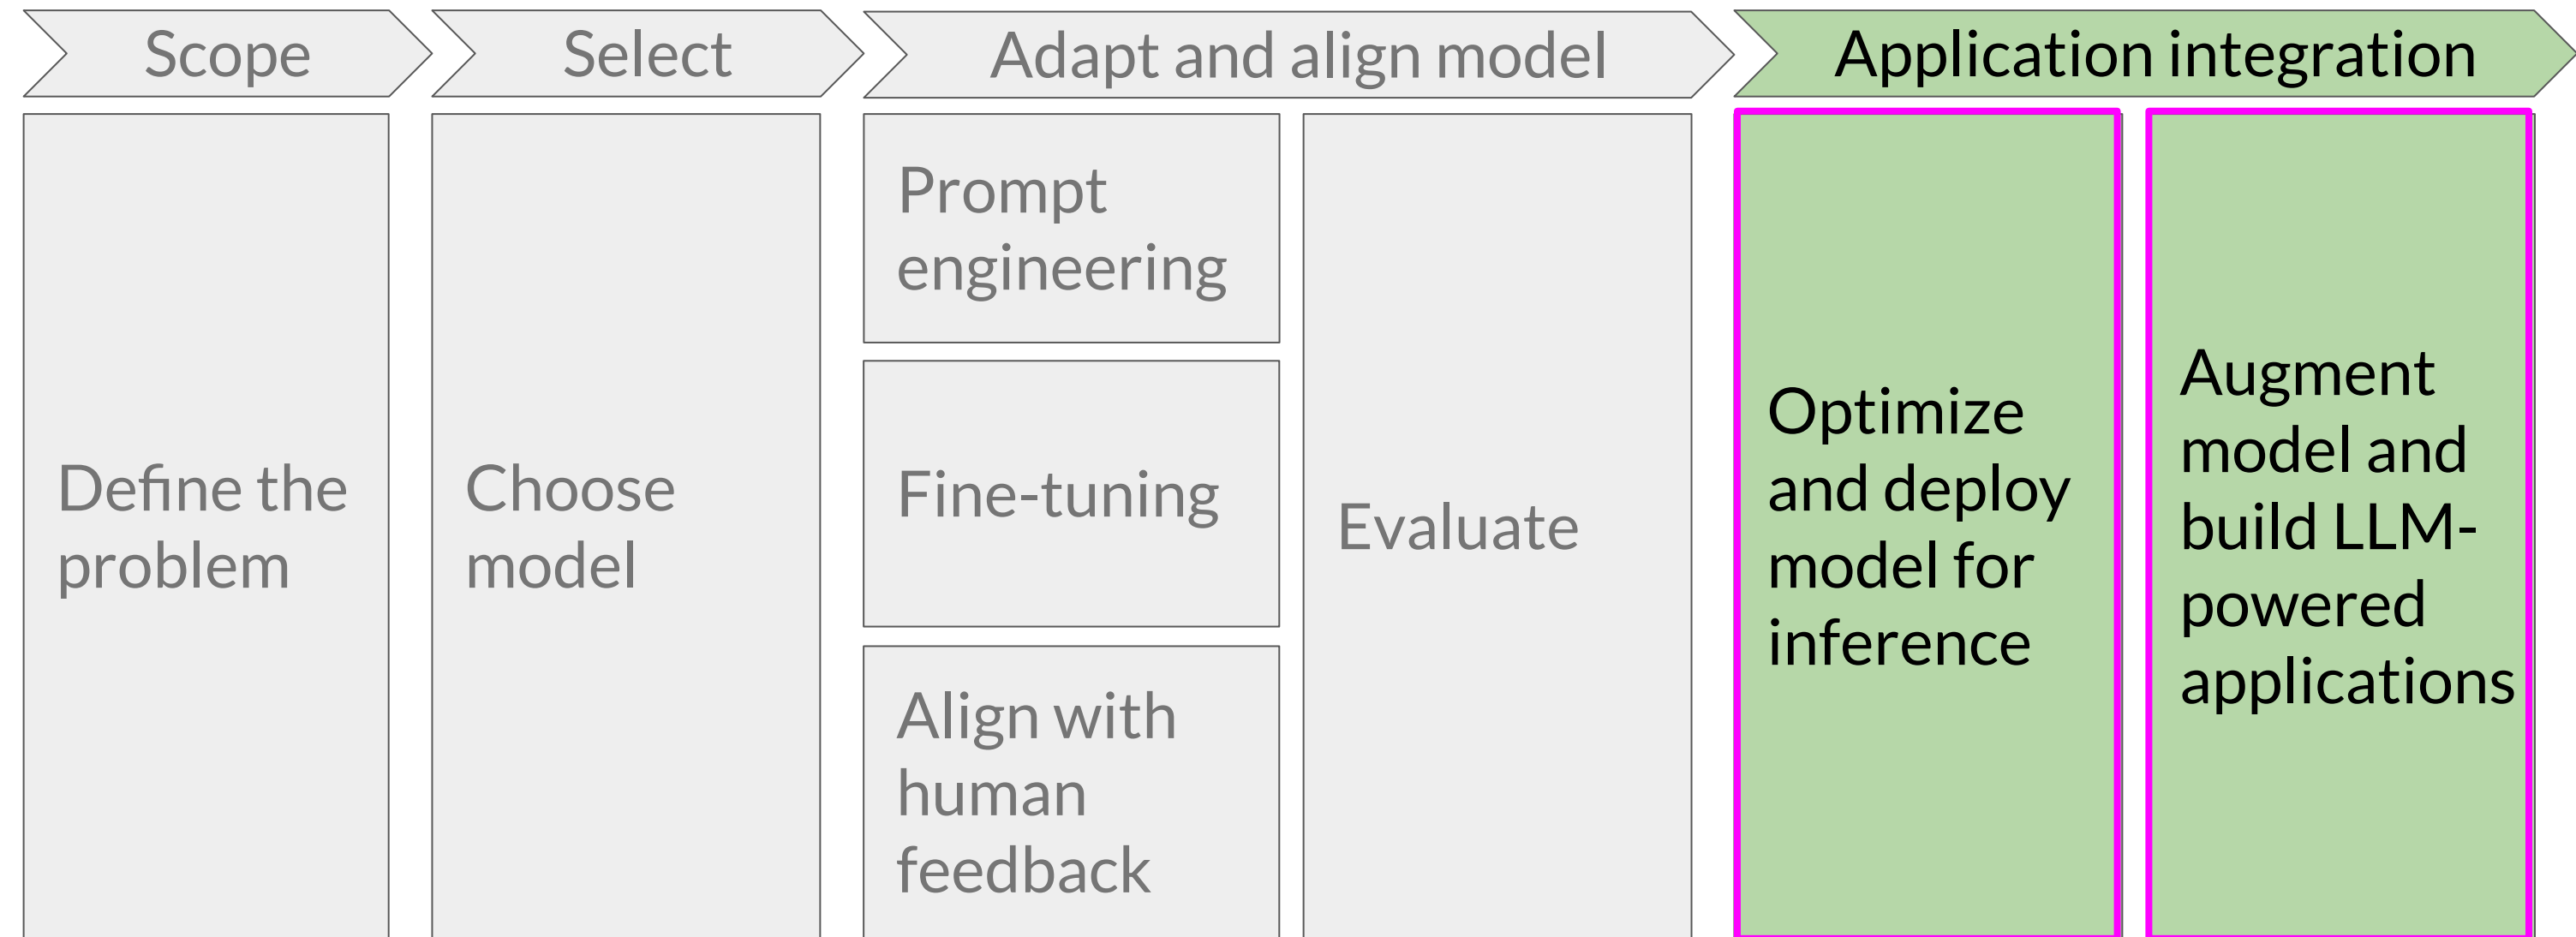 Scope
Select
Adapt and align model
Application integration
Define the
problem
Choose
model
Prompt
engineering
Fine-tuning
Align with
human
feedback
Evaluate
Optimize
and deploy
model for
inference
Augment
model and
build LLM-
powered
applications